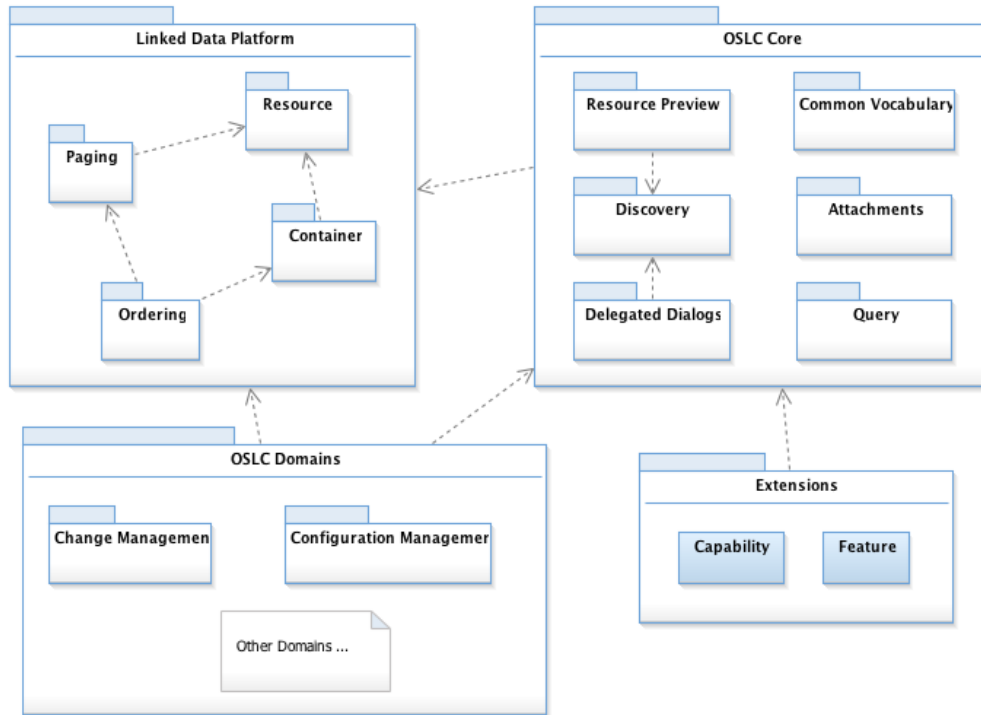 Linked Data Platform
Resource
Paging
Container
Ordering
OSLC Core
Resource Preview
Common Vocabulary
Discovery
Attachments
Delegated Dialogs
Query
OSLC Domains
Change Managemen
Configuration Managemer
Other Domains ...
Extensions
Capability
Feature